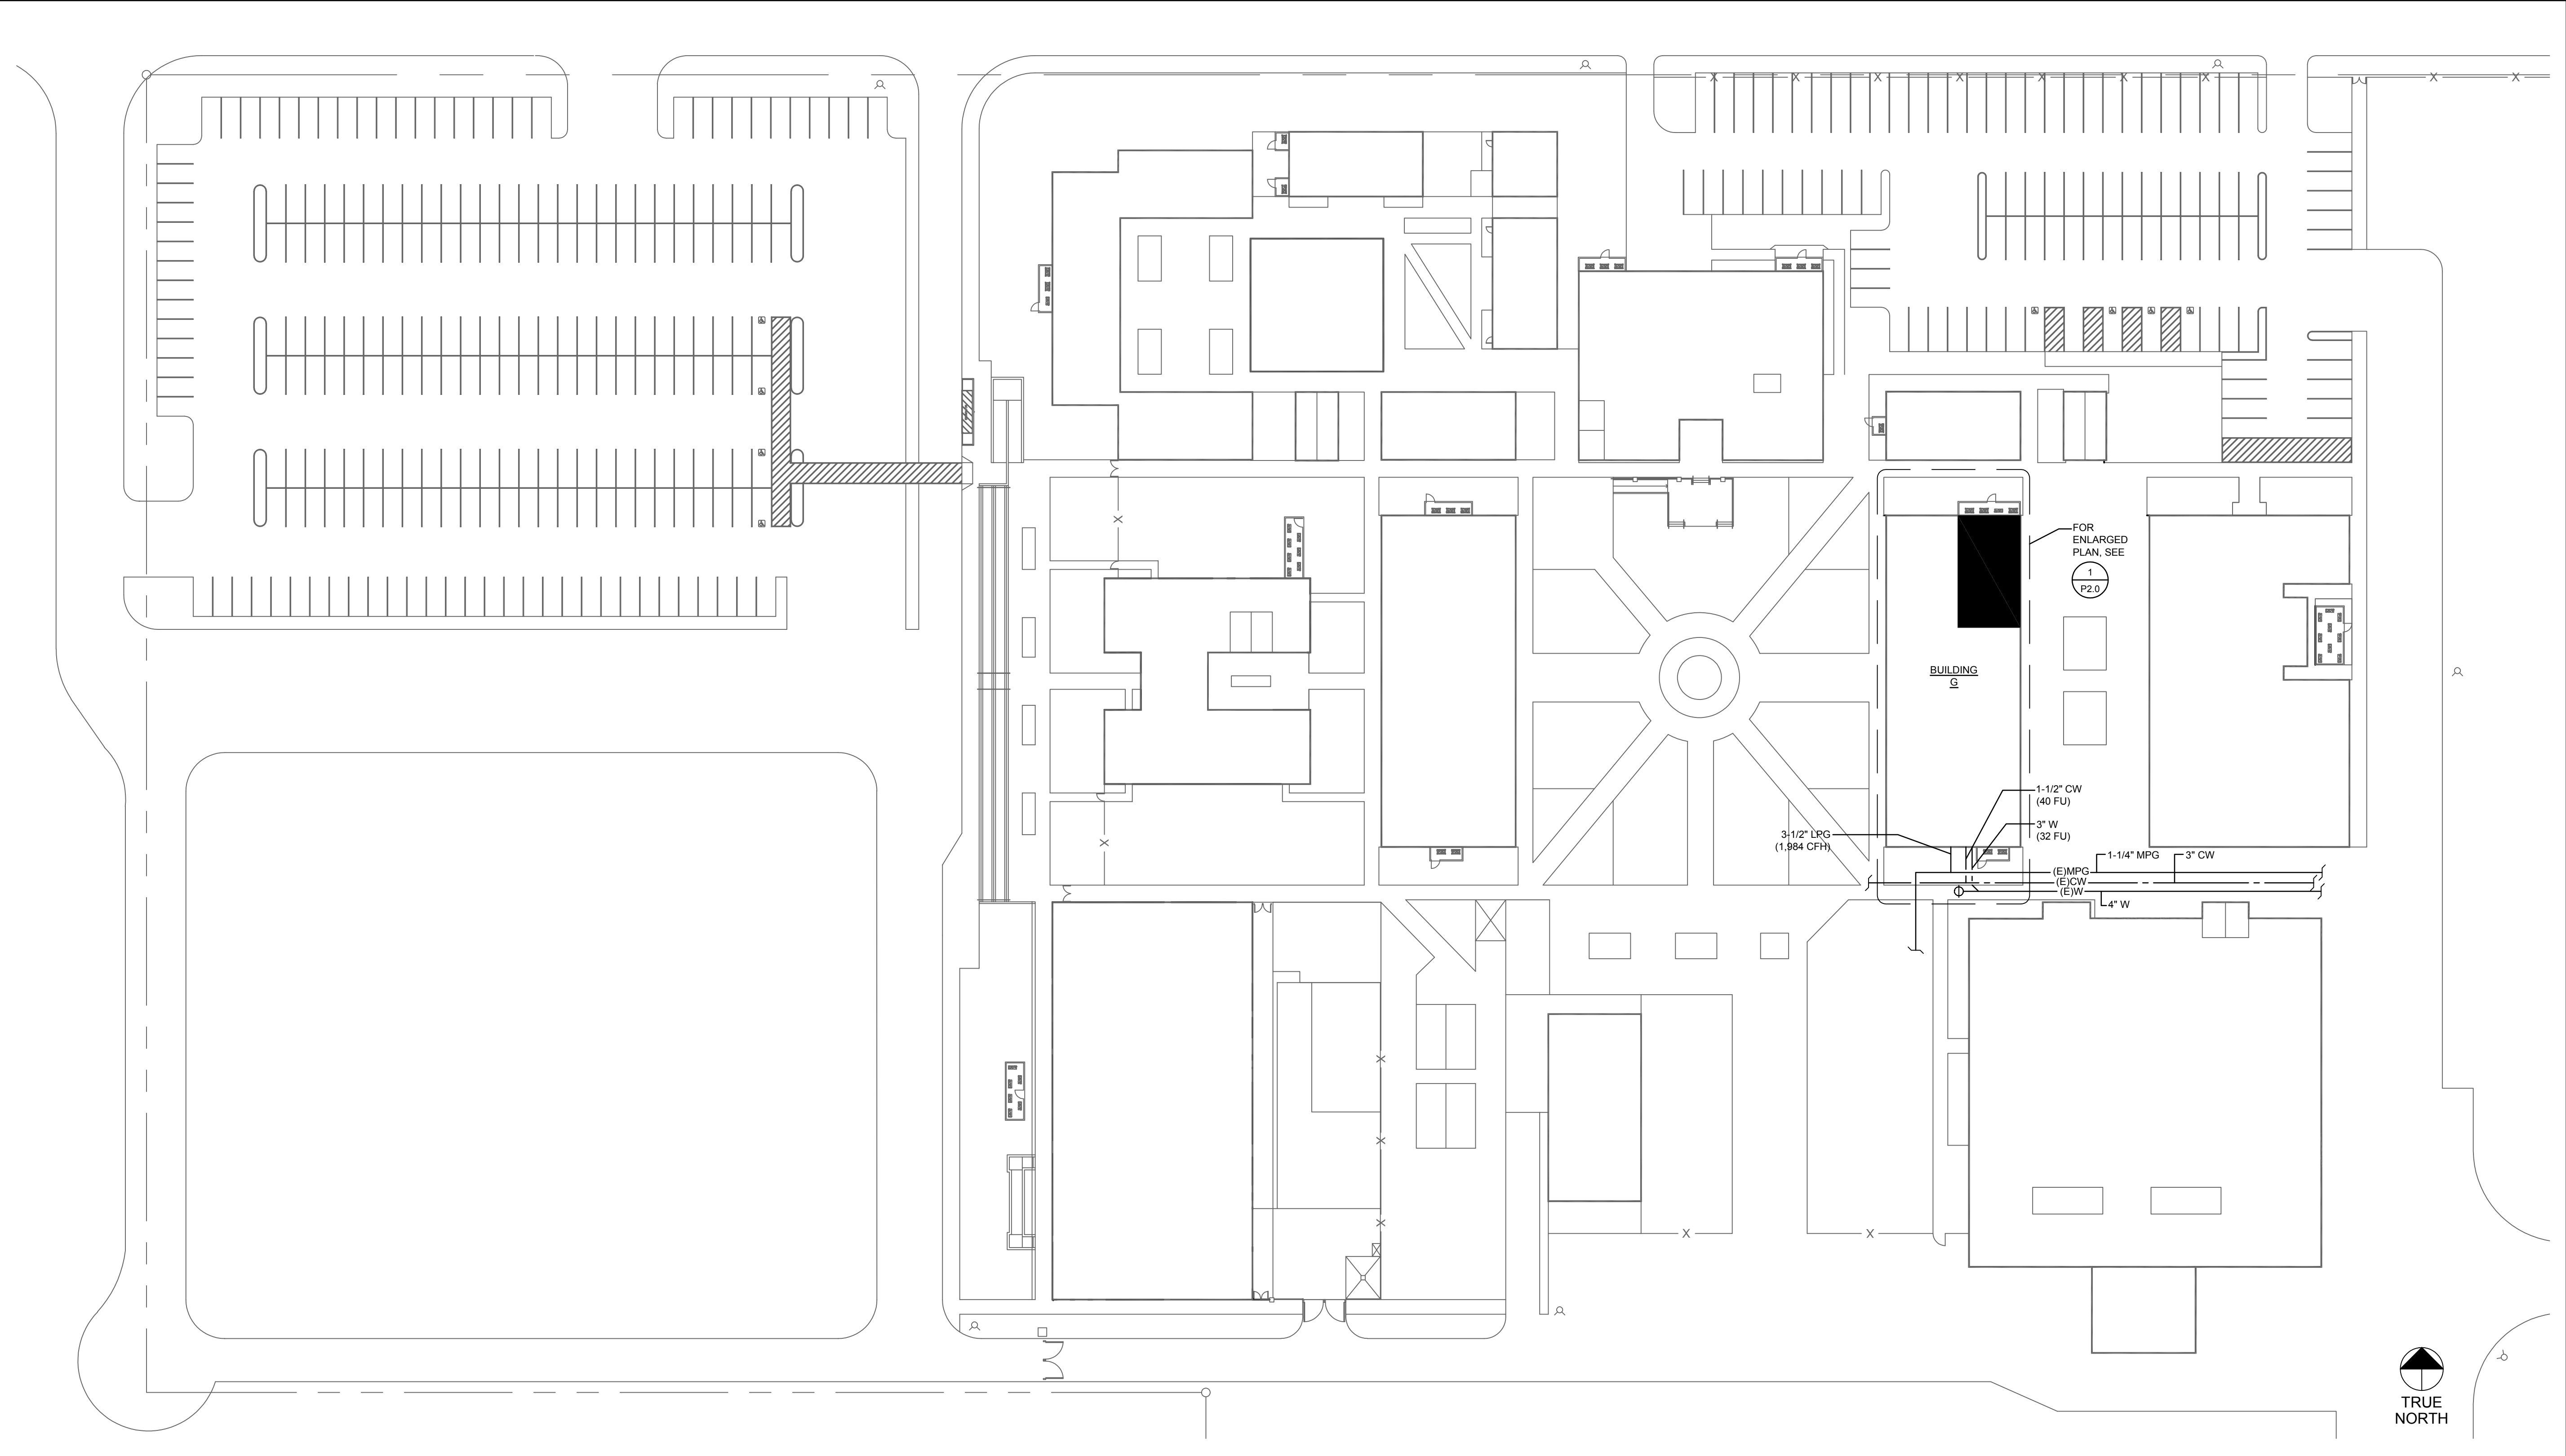 FOR
ENLARGED
PLAN, SEE
1
P2.0
BUILDING
G
1-1/2" CW
(40 FU)
3" W
(32 FU)
3-1/2" LPG
(1,984 CFH)
1-1/4" MPG
3" CW
(E)MPG
(E)CW
(E)W
4" W
TRUE
NORTH